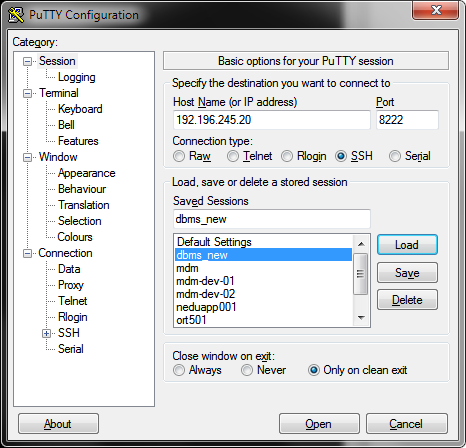 PuTTY Configuration
Category:
Session
Logging
Terminal
Keyboard
Bell
Features
Window
Appearance
Behaviour
Translation
Selection
Colours
Connection
Data
Proxy
Telnet
Rlogin
SSH
Serial
Basic options for your PuTTY session
Specify the destination you want to connect to
Host Name (or IP address) Port
192.196.245.20 8222
Connection type:
Raw Telnet Rlogin SSH Serial
Load, save or delete a stored session
Saved Sessions
dbms_new
Default Settings
dbms_new
mdm
mdm-dev-01
mdm-dev-02
neduapp001
ort501
Load
Save
Delete
Close window on exit:
Always Never Only on clean exit
About Open Cancel